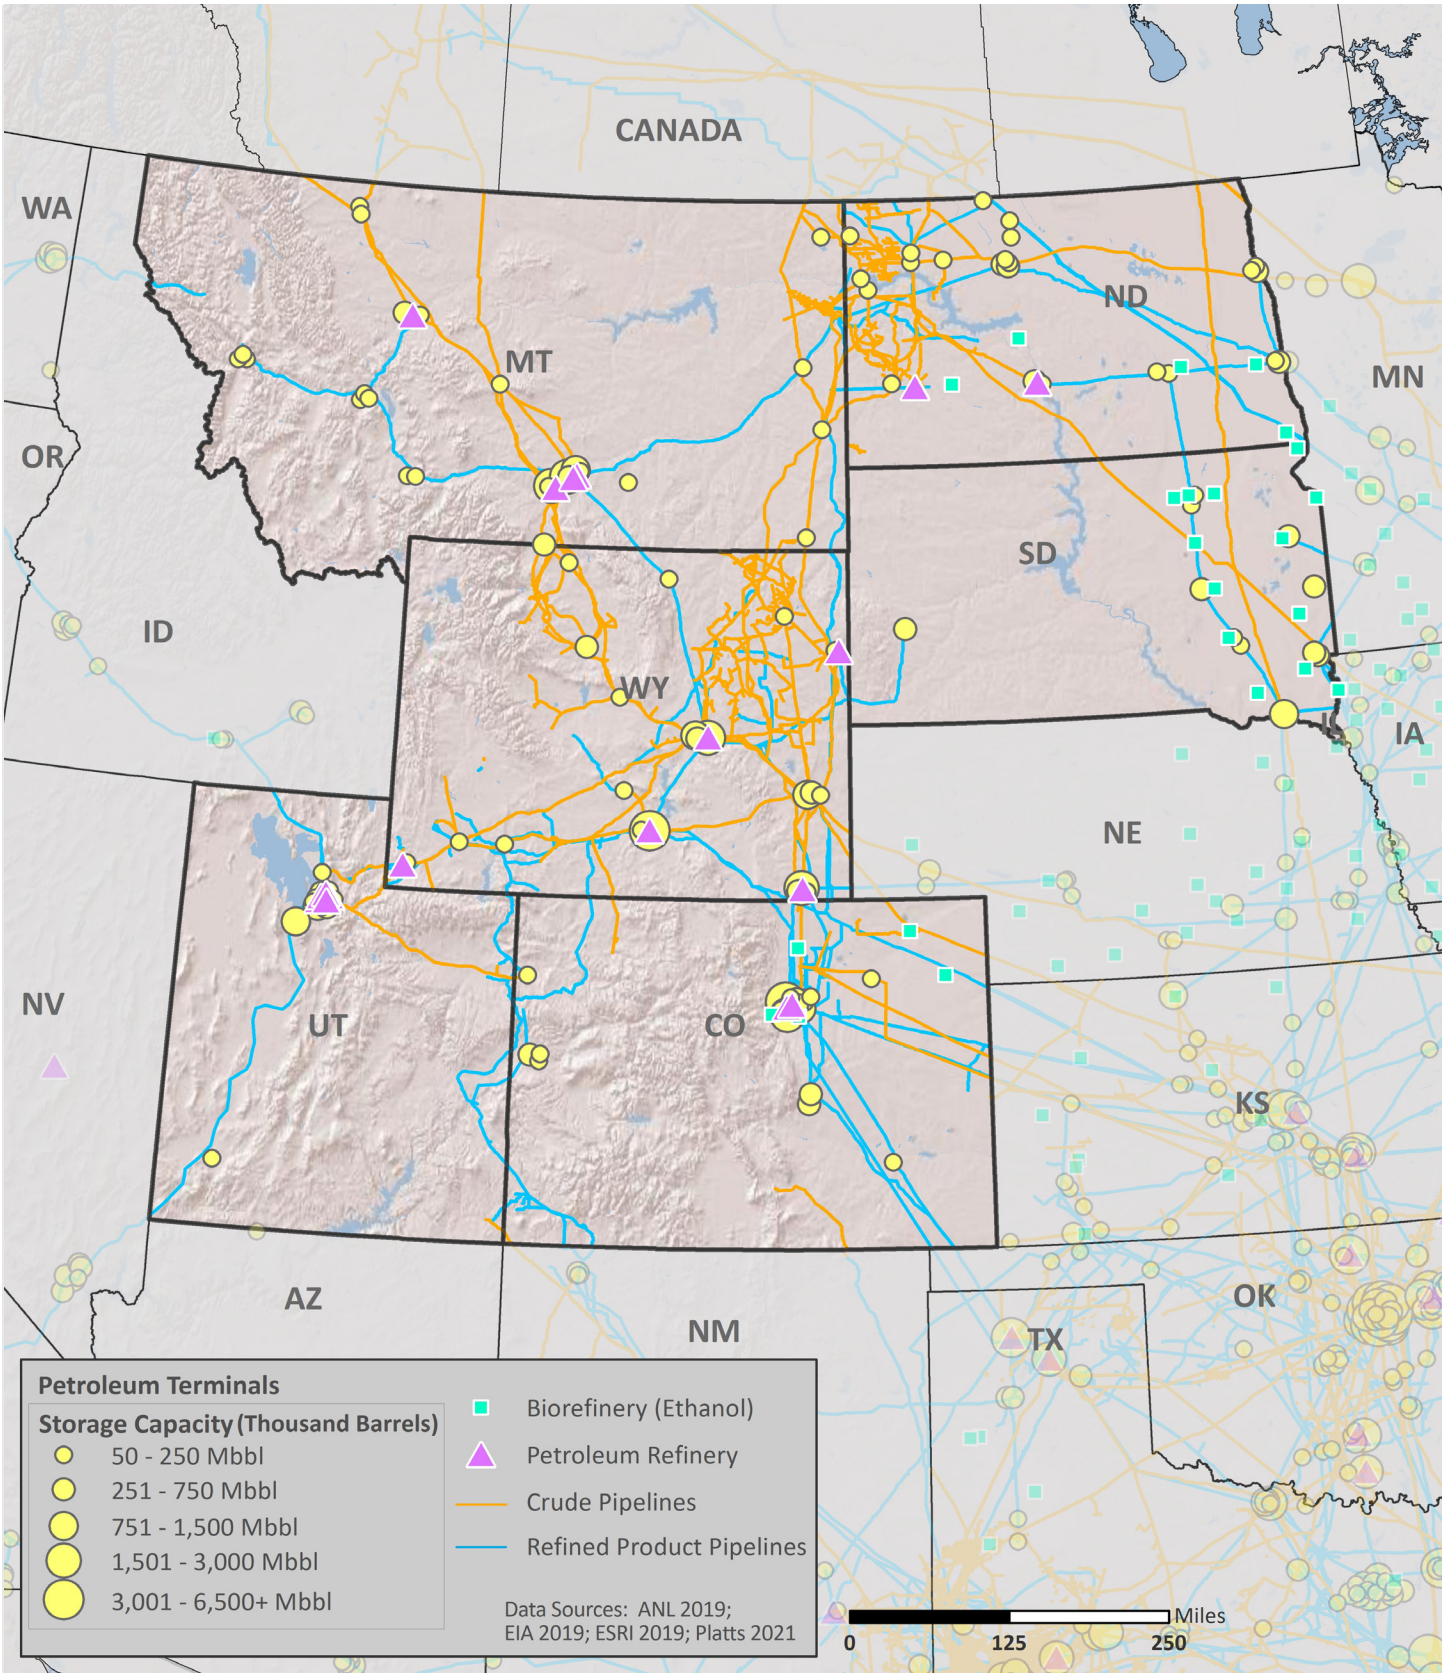 CANADA
WA
ND
MT
MN
OR
SD
ID
WY
IA
NE
NV
UT
CO
KS
AZ
OK
NM
TX
Petroleum Terminals
Storage Capacity (Thousand Barrels)
50 - 250 Mbbl
251 - 750 Mbbl
751 - 1,500 Mbbl
1,501 - 3,000 Mbbl
3,001 - 6,500+ Mbbl
Biorefinery (Ethanol)
Petroleum Refinery
Crude Pipelines
Refined Product Pipelines
Data Sources: ANL 2019;
EIA 2019; ESRI 2019; Platts 2021
Miles
0 125 250